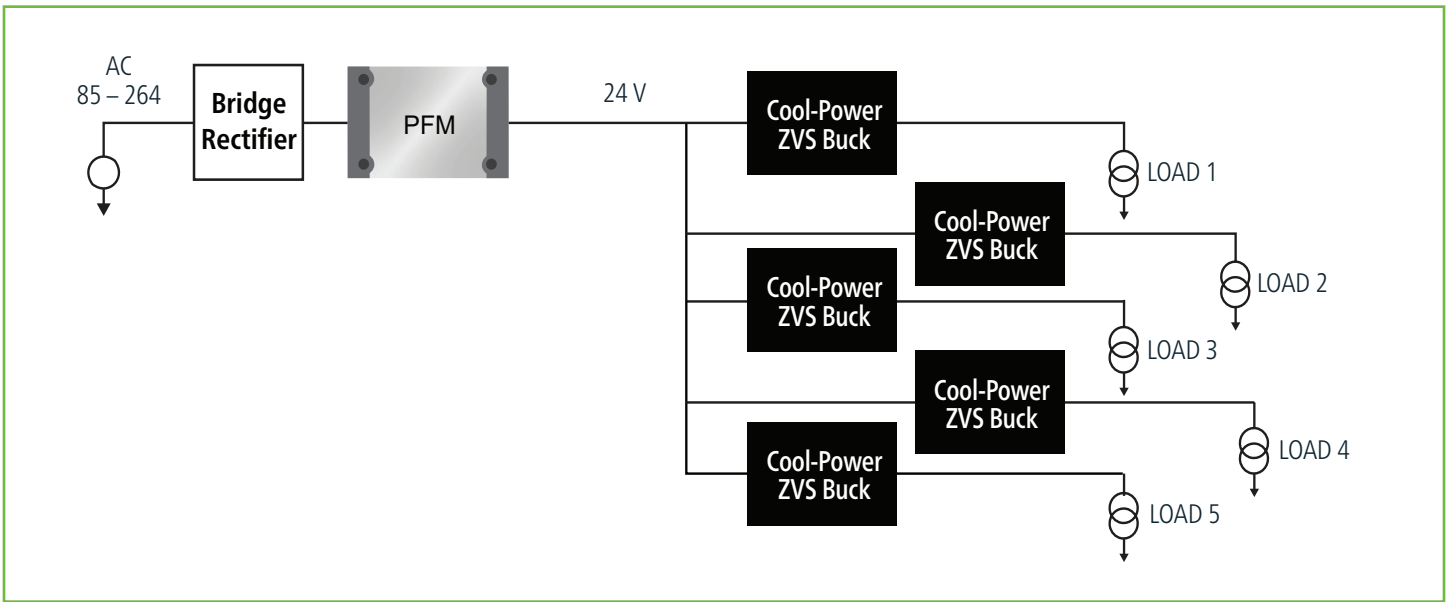 AC
85 – 264
Bridge
Rectifier
PFM
24 V
Cool-Power
ZVS Buck
LOAD 1
Cool-Power
ZVS Buck
LOAD 2
Cool-Power
ZVS Buck
LOAD 3
Cool-Power
ZVS Buck
LOAD 4
Cool-Power
ZVS Buck
LOAD 5